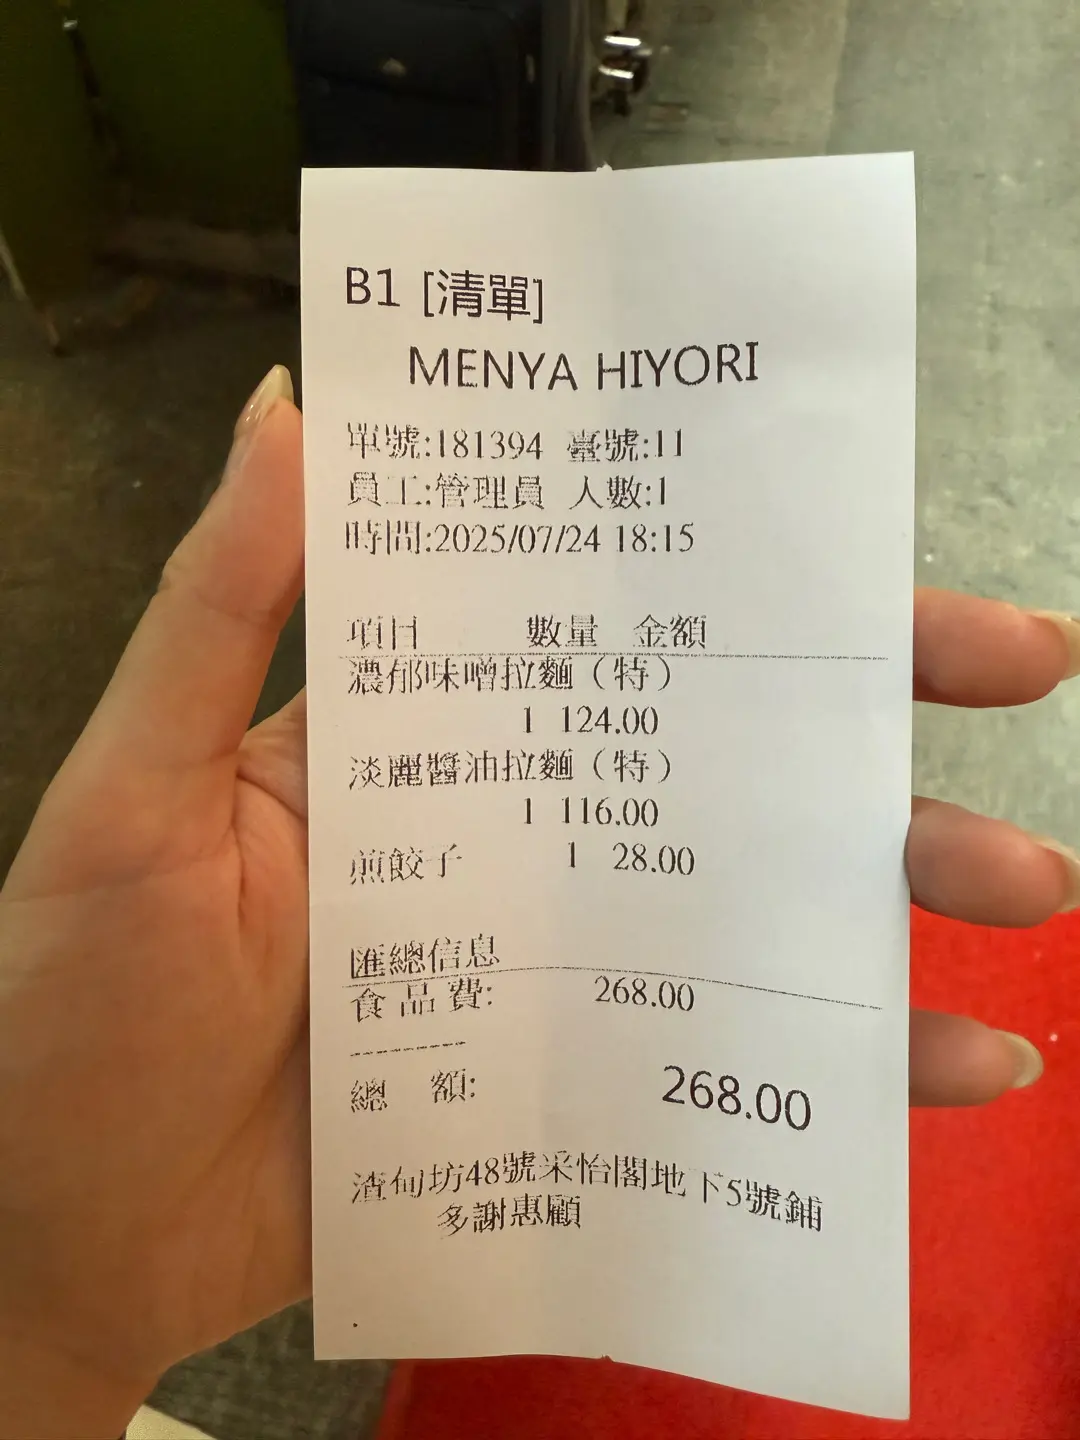 B1 [清單]
MENYA HIYORI
單號:181394 臺號:11
員工:管理員 人數:1
時間:2025/07/24 18:15
項目 數量 金額
濃郁味噌拉麵（特）
1 124.00
淡麗醬油拉麵（特）
1 116.00
煎餃子 1 28.00
匯總信息
食品費: 268.00
----------
總 額: 268.00
渣甸坊48號采怡閣地下5號鋪
多謝惠顧